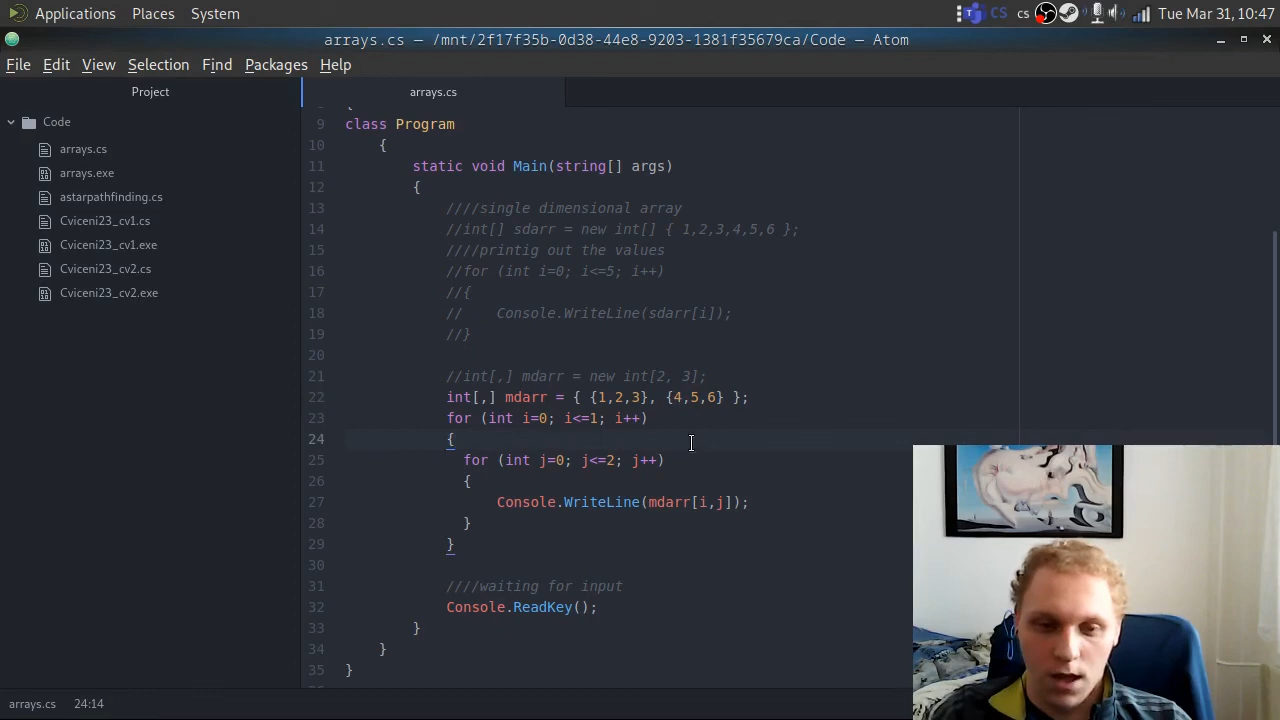 Applications Places System CS cs Tue Mar 31, 10:47
arrays.cs — /mnt/2f17f35b-0d38-44e8-9203-1381f35679ca/Code — Atom
File Edit View Selection Find Packages Help
Project
arrays.cs
Code
arrays.cs
arrays.exe
astarpathfinding.cs
Cviceni23_cv1.cs
Cviceni23_cv1.exe
Cviceni23_cv2.cs
Cviceni23_cv2.exe
{
9 class Program
10 {
11 static void Main(string[] args)
12 {
13 ////single dimensional array
14 //int[] sdarr = new int[] { 1,2,3,4,5,6 };
15 ////printig out the values
16 //for (int i=0; i<=5; i++)
17 //{
18 // Console.WriteLine(sdarr[i]);
19 //}
20
21 //int[,] mdarr = new int[2, 3];
22 int[,] mdarr = { {1,2,3}, {4,5,6} };
23 for (int i=0; i<=1; i++)
24 {
25 for (int j=0; j<=2; j++)
26 {
27 Console.WriteLine(mdarr[i,j]);
28 }
29 }
30
31 ////waiting for input
32 Console.ReadKey();
33 }
34 }
35 }
arrays.cs 24:14